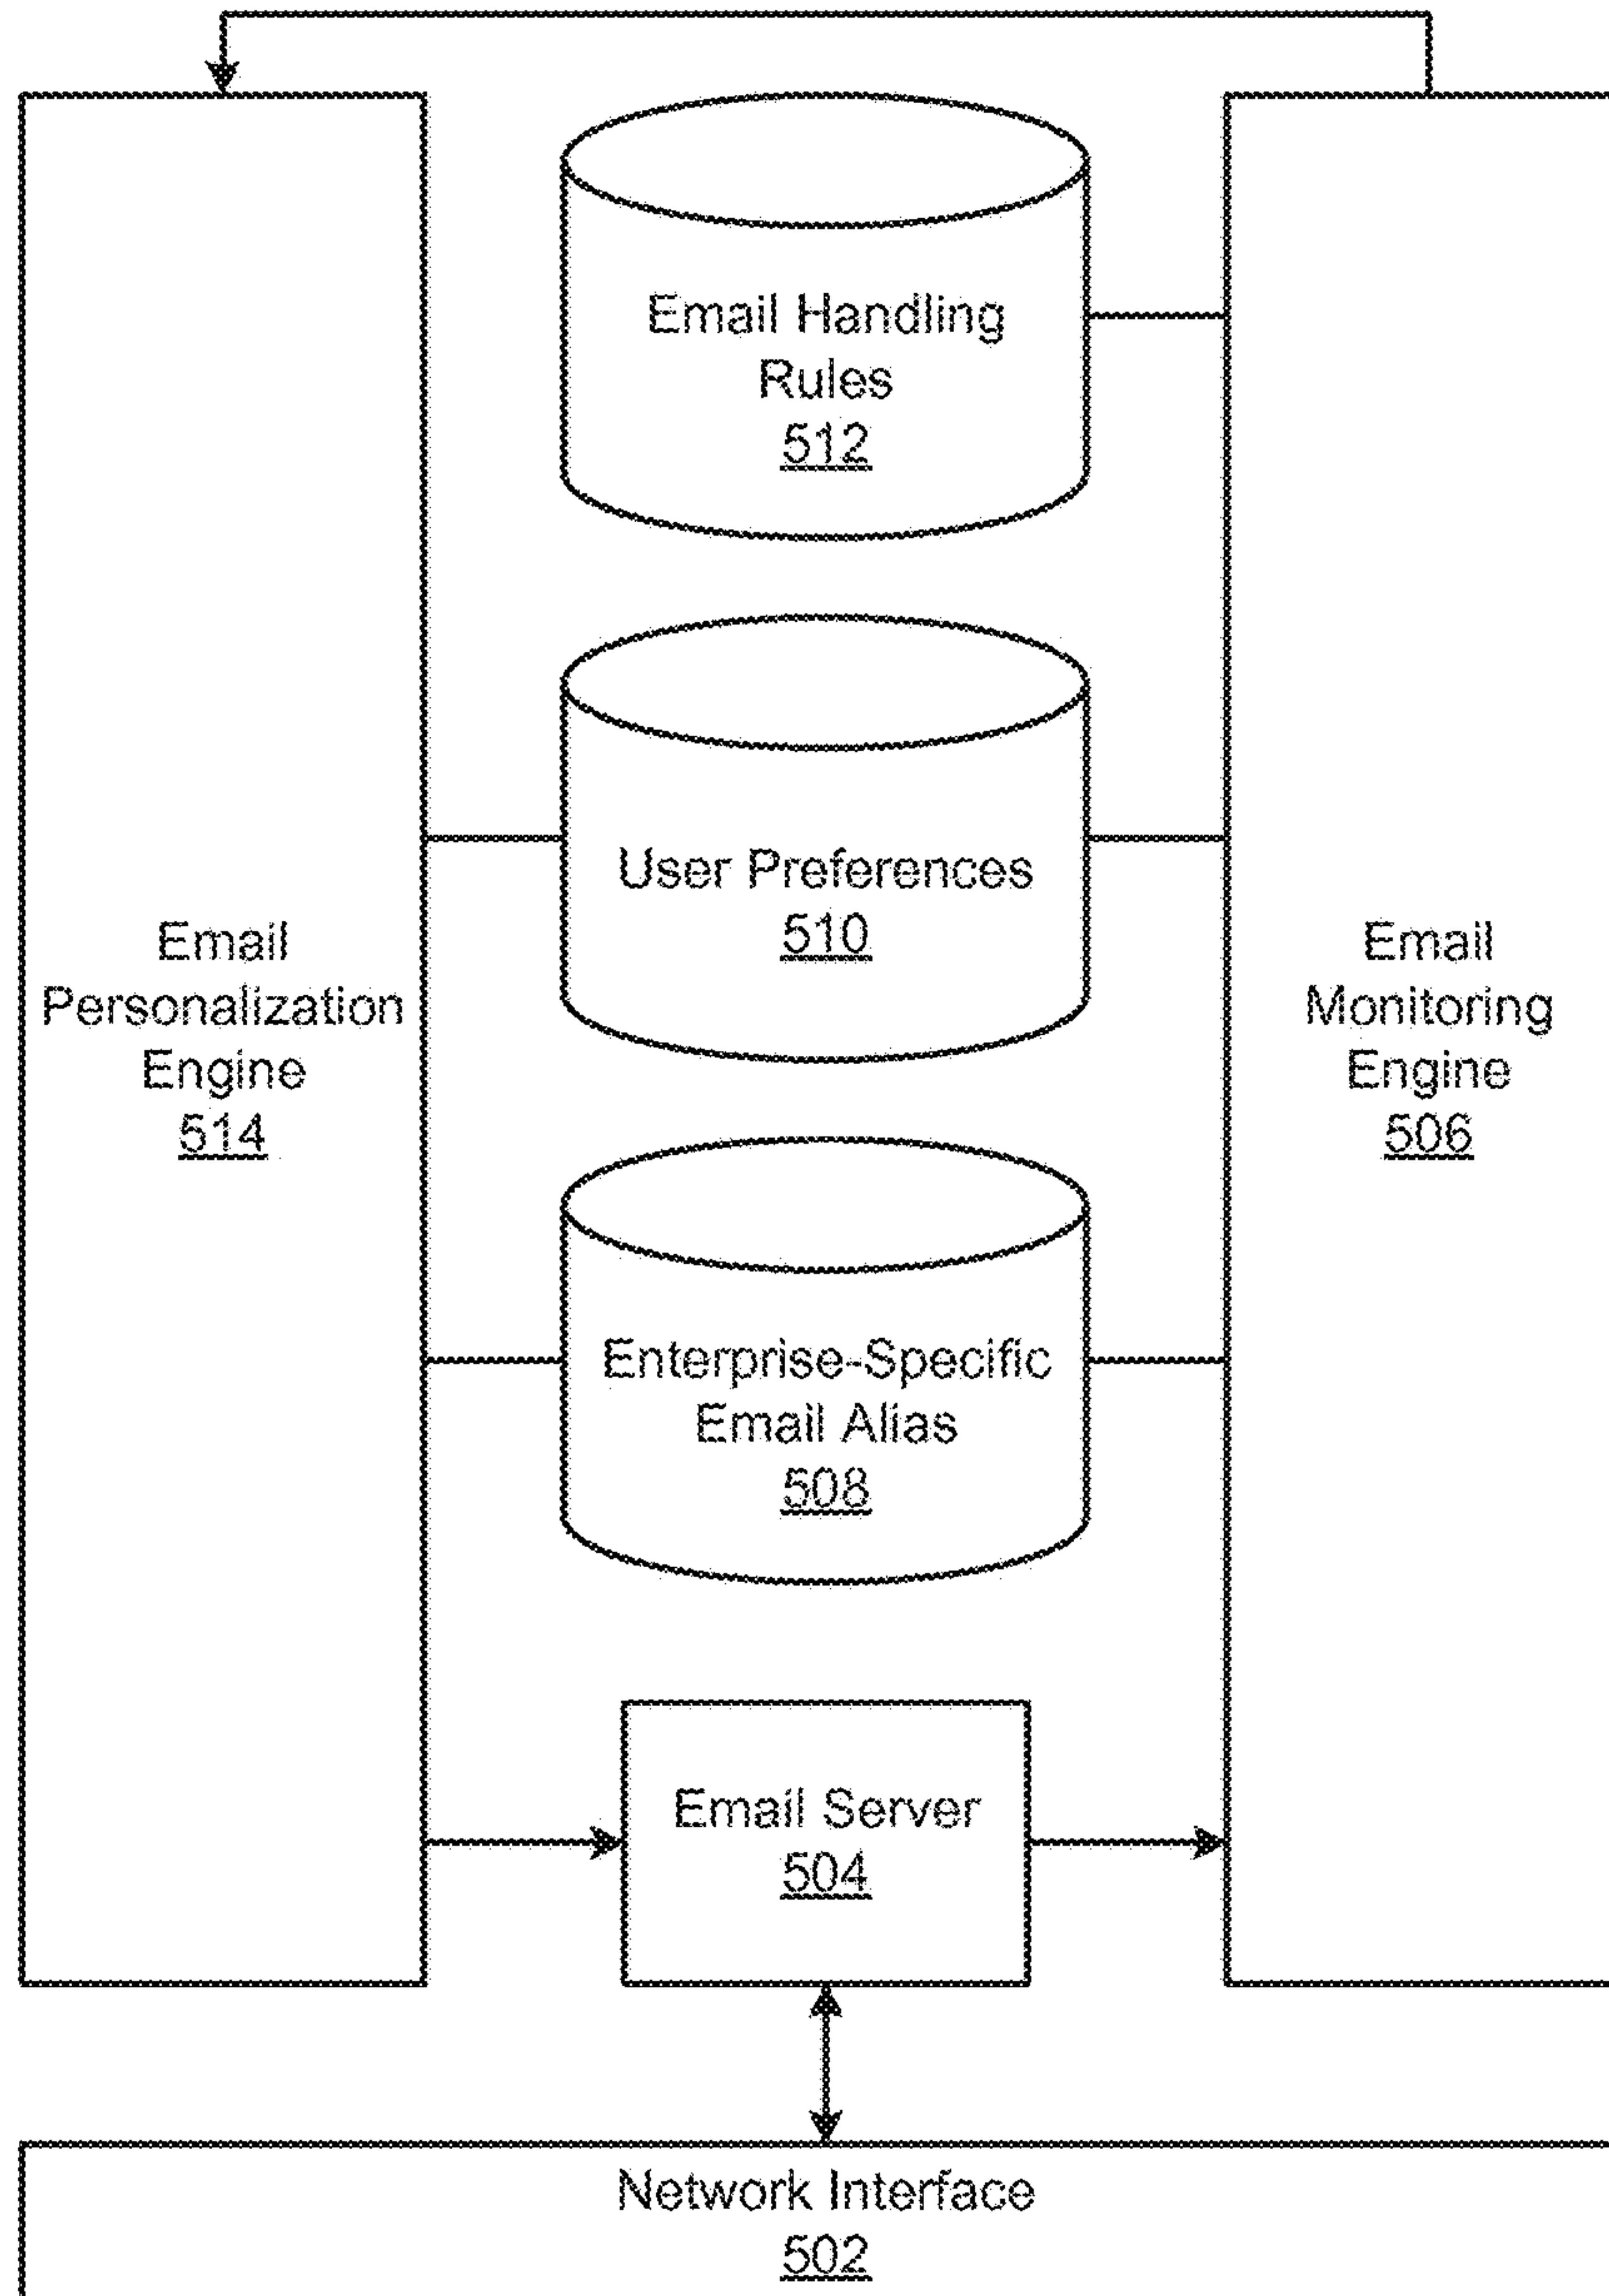 Email Handling
Rules
512
User Preferences
510
Email
Personalization
Engine
514
Email
Monitoring
Engine
506
Enterprise-Specific
Email Alias
508
Email Server
504
Network Interface
502